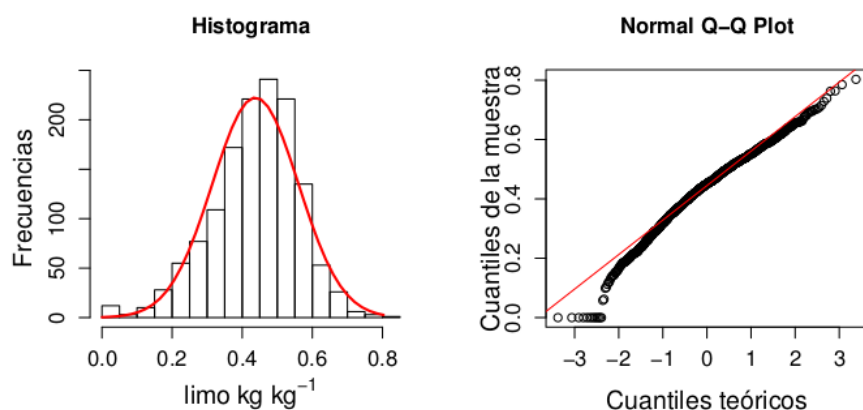 Histograma
Frecuencias
0 50 100 200
0.0 0.2 0.4 0.6 0.8
limo kg kg⁻¹
Normal Q−Q Plot
Cuantiles de la muestra
0.0 0.2 0.4 0.6 0.8
−3 −2 −1 0 1 2 3
Cuantiles teóricos